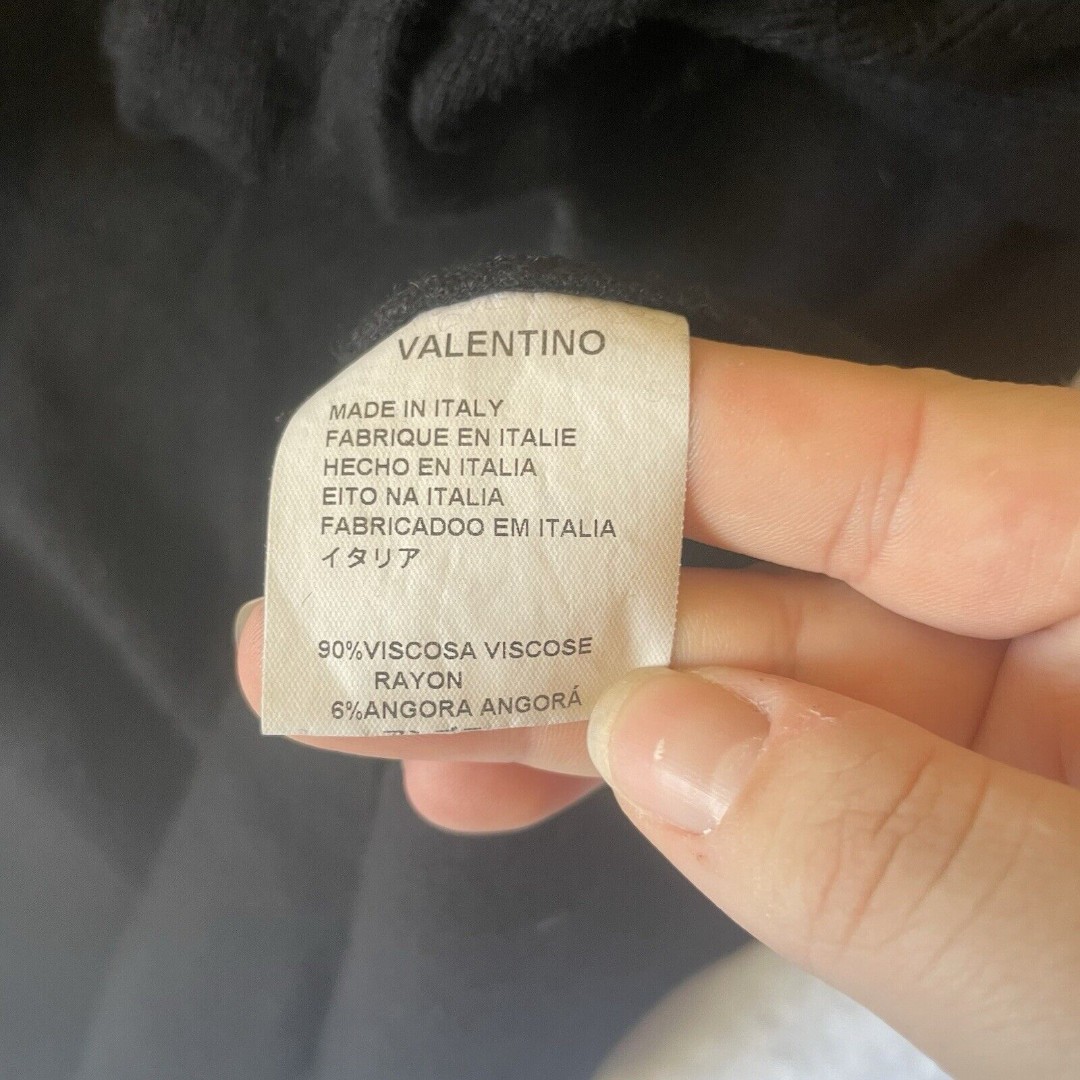 VALENTINO
MADE IN ITALY
FABRIQUE EN ITALIE
HECHO EN ITALIA
EITO NA ITALIA
FABRICADOO EM ITALIA
イタリア
90%VISCOSA VISCOSE
RAYON
6%ANGORA ANGORÁ